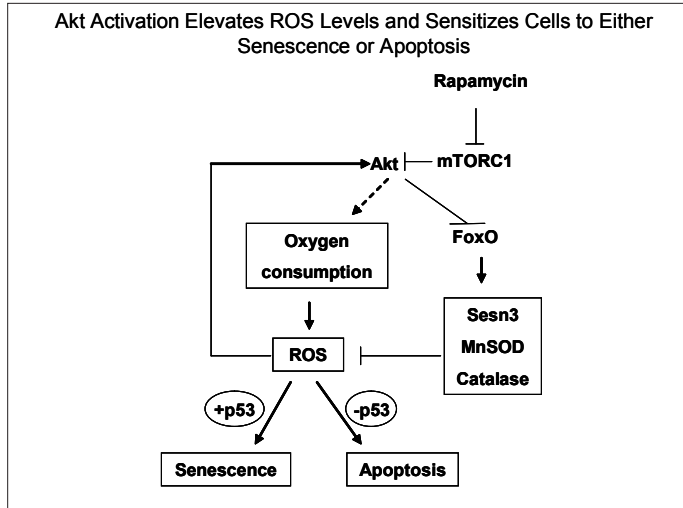 Akt Activation Elevates ROS Levels and Sensitizes Cells to Either
Senescence or Apoptosis
Rapamycin
Akt
mTORC1
Oxygen
consumption
FoxO
Sesn3
MnSOD
Catalase
ROS
+p53
-p53
Senescence
Apoptosis